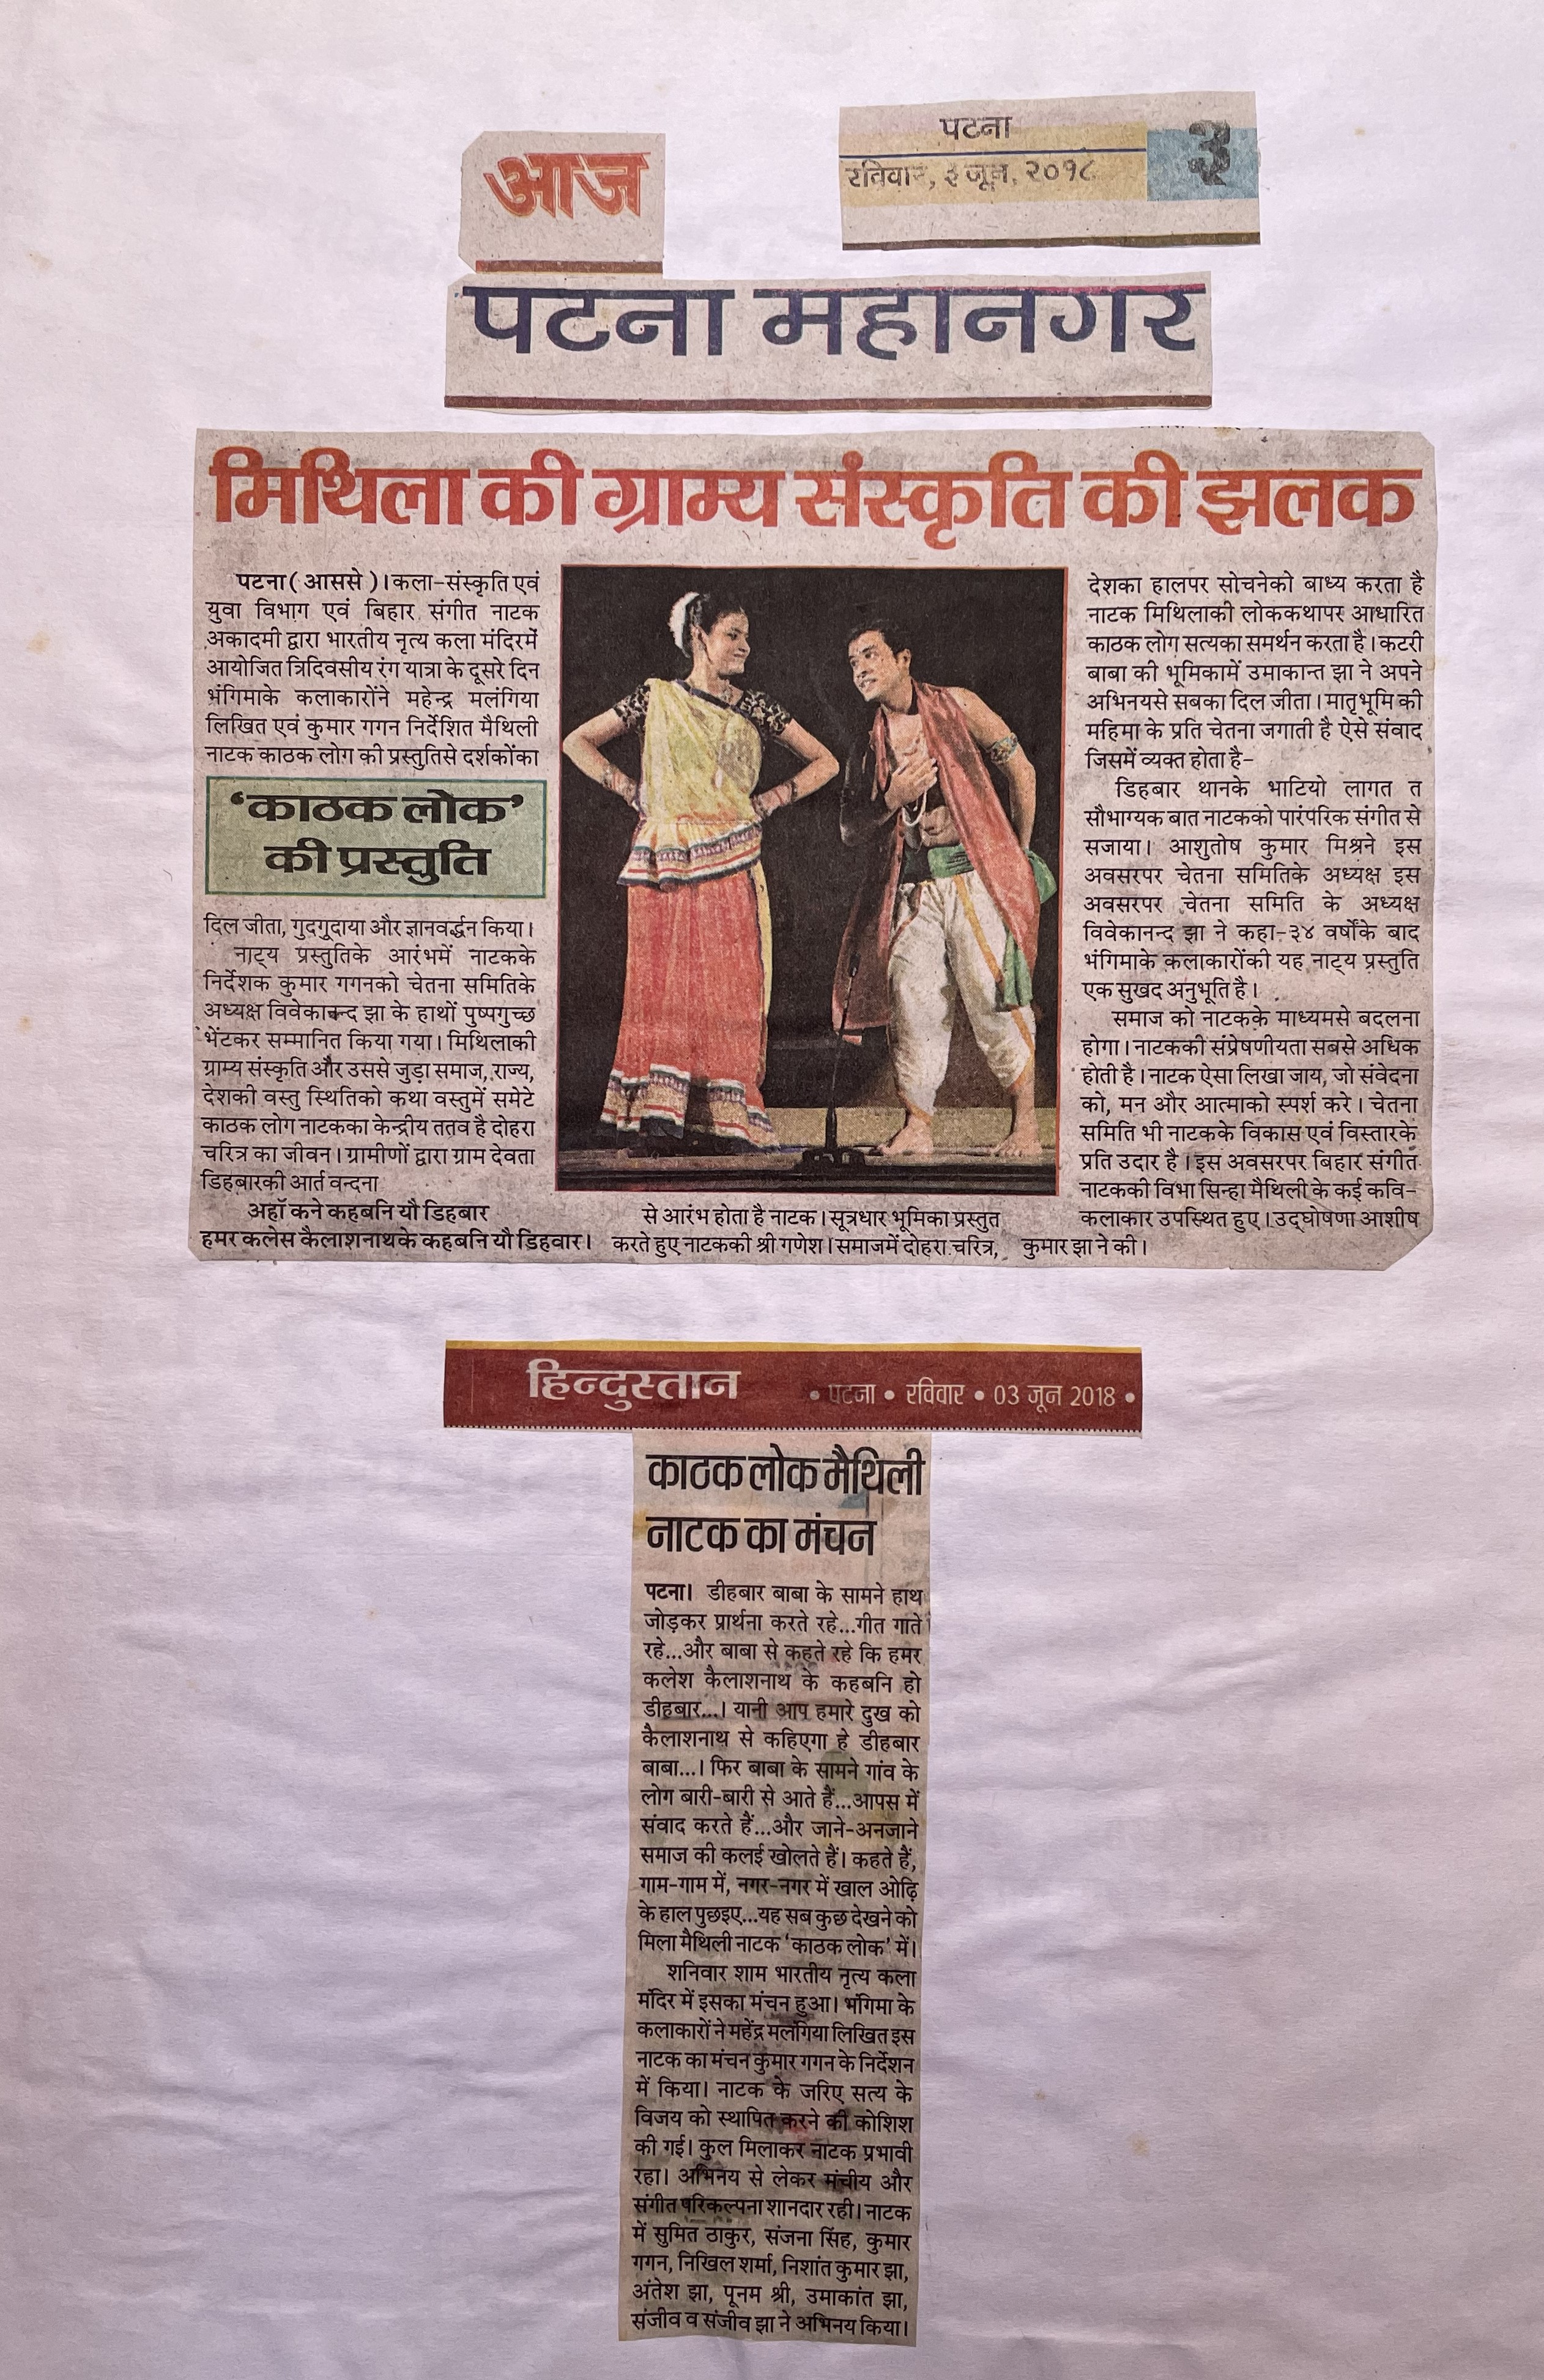 आज
पटना
रविवार, ३ जून, २०१८
३
पटना महानगर
मिथिला की ग्राम्य संस्कृति की झलक
पटना (आससे)। कला-संस्कृति एवं
युवा विभाग एवं बिहार संगीत नाटक
अकादमी द्वारा भारतीय नृत्य कला मंदिरमें
आयोजित त्रिदिवसीय रंग यात्रा के दूसरे दिन
भंगिमाके कलाकारोंने महेन्द्र मलंगिया
लिखित एवं कुमार गगन निर्देशित मैथिली
नाटक काठक लोग की प्रस्तुतिसे दर्शकोंका
‘काठक लोक’
की प्रस्तुति
दिल जीता, गुदगुदाया और ज्ञानवर्द्धन किया।
नाट्य प्रस्तुतिके आरंभमें नाटकके
निर्देशक कुमार गगनको चेतना समितिके
अध्यक्ष विवेकानन्द झा के हाथों पुष्पगुच्छ
भेंटकर सम्मानित किया गया। मिथिलाकी
ग्राम्य संस्कृति और उससे जुड़ा समाज, राज्य,
देशकी वस्तु स्थितिको कथा वस्तुमें समेटे
काठक लोग नाटकका केन्द्रीय ततव है दोहरा
चरित्र का जीवन। ग्रामीणों द्वारा ग्राम देवता
डिहबारकी आर्त वन्दना
अहॉ कने कहबनि यौ डिहबार
हमर कलेस कैलाशनाथके कहबनि यौ डिहवार।
से आरंभ होता है नाटक। सूत्रधार भूमिका प्रस्तुत
करते हुए नाटककी श्री गणेश। समाजमें दोहरा चरित्र,
देशका हालपर सोचनेको बाध्य करता है
नाटक मिथिलाकी लोककथापर आधारित
काठक लोग सत्यका समर्थन करता है। कटरी
बाबा की भूमिकामें उमाकान्त झा ने अपने
अभिनयसे सबका दिल जीता। मातृभूमि की
महिमा के प्रति चेतना जगाती है ऐसे संवाद
जिसमें व्यक्त होता है-
डिहबार थानके भाटियो लागत त
सौभाग्यक बात नाटकको पारंपरिक संगीत से
सजाया। आशुतोष कुमार मिश्रने इस
अवसरपर चेतना समितिके अध्यक्ष इस
अवसरपर चेतना समिति के अध्यक्ष
विवेकानन्द झा ने कहा-३४ वर्षोंके बाद
भंगिमाके कलाकारोंकी यह नाट्य प्रस्तुति
एक सुखद अनुभूति है।
समाज को नाटकके माध्यमसे बदलना
होगा। नाटककी संप्रेषणीयता सबसे अधिक
होती है। नाटक ऐसा लिखा जाय, जो संवेदना
को, मन और आत्माको स्पर्श करे। चेतना
समिति भी नाटकके विकास एवं विस्तारके
प्रति उदार है। इस अवसरपर बिहार संगीत
नाटककी विभा सिन्हा मैथिली के कई कवि-
कलाकार उपस्थित हुए। उद्घोषणा आशीष
कुमार झा ने की।
हिन्दुस्तान
• पटना • रविवार • 03 जून 2018 •
काठक लोक मैथिली
नाटक का मंचन
पटना। डीहबार बाबा के सामने हाथ
जोड़कर प्रार्थना करते रहे...गीत गाते
रहे...और बाबा से कहते रहे कि हमर
कलेश कैलाशनाथ के कहबनि हो
डीहबार...। यानी आप हमारे दुख को
कैलाशनाथ से कहिएगा हे डीहबार
बाबा...। फिर बाबा के सामने गांव के
लोग बारी-बारी से आते हैं...आपस में
संवाद करते हैं...और जाने-अनजाने
समाज की कलई खोलते हैं। कहते हैं,
गाम-गाम में, नगर-नगर में खाल ओढ़ि
के हाल पुछइए...यह सब कुछ देखने को
मिला मैथिली नाटक ‘काठक लोक’ में।
शनिवार शाम भारतीय नृत्य कला
मंदिर में इसका मंचन हुआ। भंगिमा के
कलाकारों ने महेंद्र मलंगिया लिखित इस
नाटक का मंचन कुमार गगन के निर्देशन
में किया। नाटक के जरिए सत्य के
विजय को स्थापित करने की कोशिश
की गई। कुल मिलाकर नाटक प्रभावी
रहा। अभिनय से लेकर मंचीय और
संगीत परिकल्पना शानदार रही। नाटक
में सुमित ठाकुर, संजना सिंह, कुमार
गगन, निखिल शर्मा, निशांत कुमार झा,
अंतेश झा, पूनम श्री, उमाकांत झा,
संजीव व संजीव झा ने अभिनय किया।